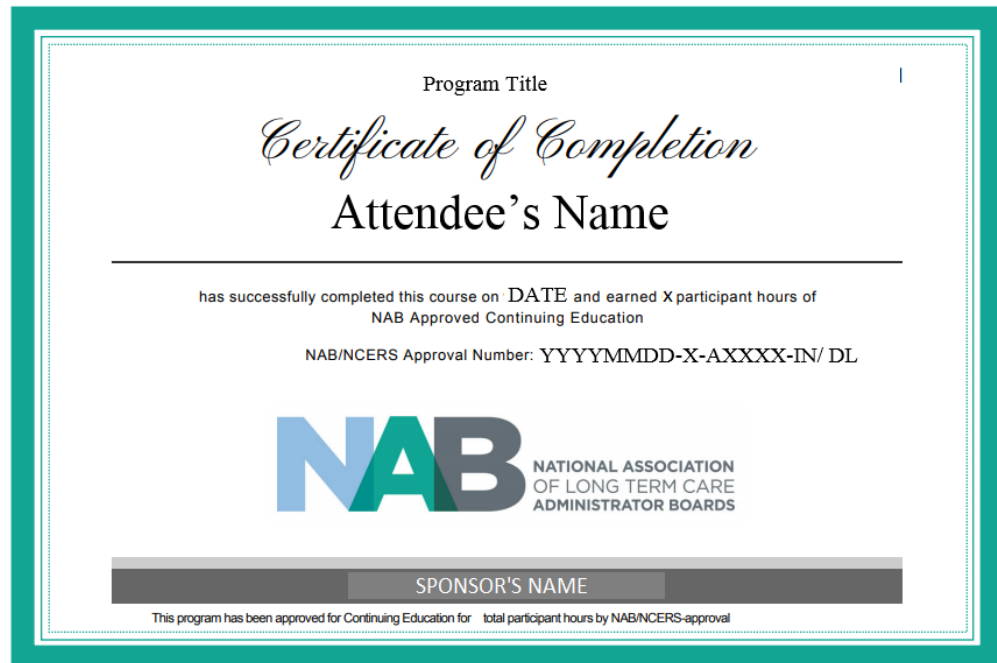 Program Title
Certificate of Completion
Attendee's Name
has successfully completed this course on DATE and earned X participant hours of
NAB Approved Continuing Education
NAB/NCERS Approval Number: YYYYMMDD-X-AXXXX-IN/ DL
NAB
NATIONAL ASSOCIATION
OF LONG TERM CARE
ADMINISTRATOR BOARDS
SPONSOR'S NAME
This program has been approved for Continuing Education for total participant hours by NAB/NCERS-approval